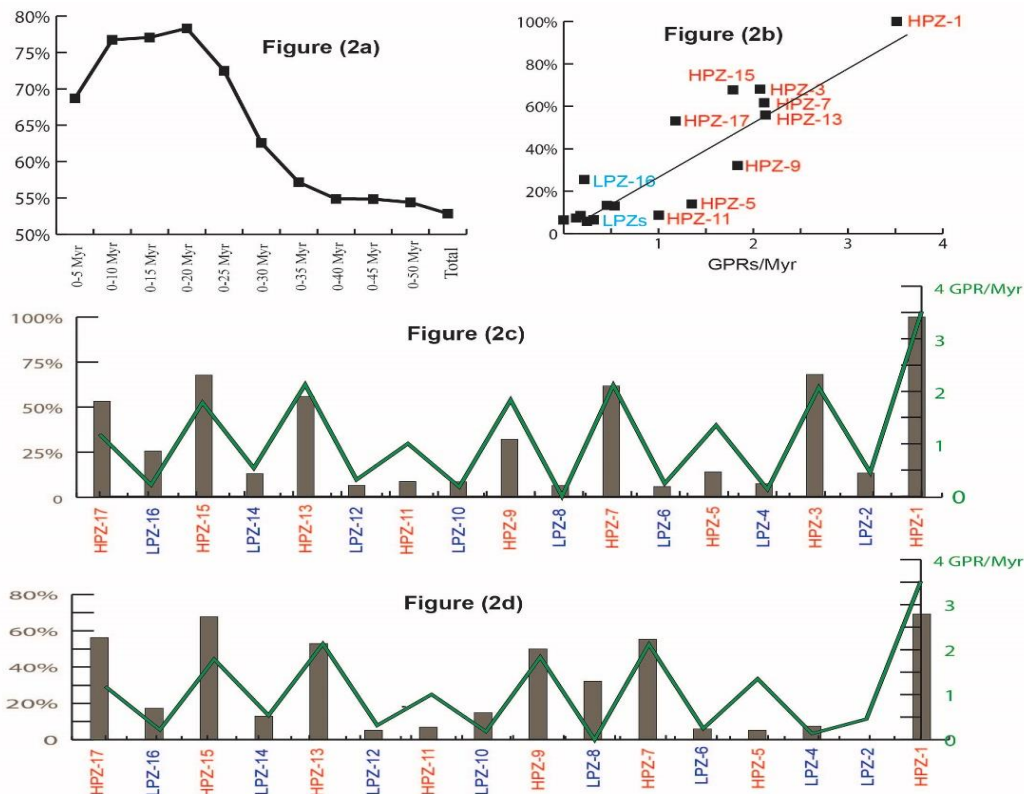 Figure (2a)
80%
75%
70%
65%
60%
55%
50%
0-5 Myr
0-10 Myr
0-15 Myr
0-20 Myr
0-25 Myr
0-30 Myr
0-35 Myr
0-40 Myr
0-45 Myr
0-50 Myr
Total
Figure (2b)
100%
80%
60%
40%
20%
0
HPZ-1
HPZ-15
HPZ-3
HPZ-7
HPZ-17
HPZ-13
HPZ-9
LPZ-16
HPZ-5
LPZs
HPZ-11
1
2
3
4
GPRs/Myr
Figure (2c)
100%
75%
50%
25%
0
4 GPR/Myr
3
2
1
0
HPZ-17
LPZ-16
HPZ-15
LPZ-14
HPZ-13
LPZ-12
HPZ-11
LPZ-10
HPZ-9
LPZ-8
HPZ-7
LPZ-6
HPZ-5
LPZ-4
HPZ-3
LPZ-2
HPZ-1
Figure (2d)
80%
60%
40%
20%
0
4 GPR/Myr
3
2
1
0
HPZ-17
LPZ-16
HPZ-15
LPZ-14
HPZ-13
LPZ-12
HPZ-11
LPZ-10
HPZ-9
LPZ-8
HPZ-7
LPZ-6
HPZ-5
LPZ-4
LPZ-2
HPZ-1